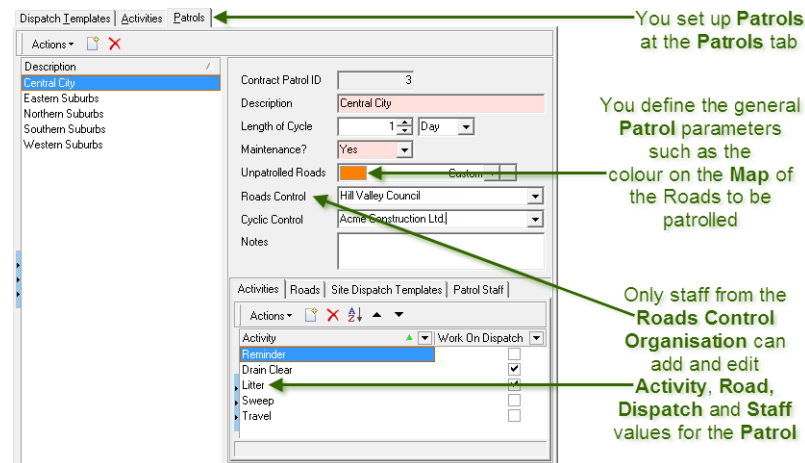 Dispatch Templates Activities Patrols
Actions
Description
Central City
Eastern Suburbs
Northern Suburbs
Southern Suburbs
Western Suburbs
Contract Patrol ID 3
Description Central City
Length of Cycle 1 Day
Maintenance? Yes
Unpatrolled Roads Custom
Roads Control Hill Valley Council
Cyclic Control Acme Construction Ltd.
Notes
Activities Roads Site Dispatch Templates Patrol Staff
Actions
Activity Work On Dispatch
Reminder
Drain Clear
Litter
Sweep
Travel
You set up Patrols
at the Patrols tab
You define the general
Patrol parameters
such as the
colour on the Map of
the Roads to be
patrolled
Only staff from the
Roads Control
Organisation can
add and edit
Activity, Road,
Dispatch and Staff
values for the Patrol